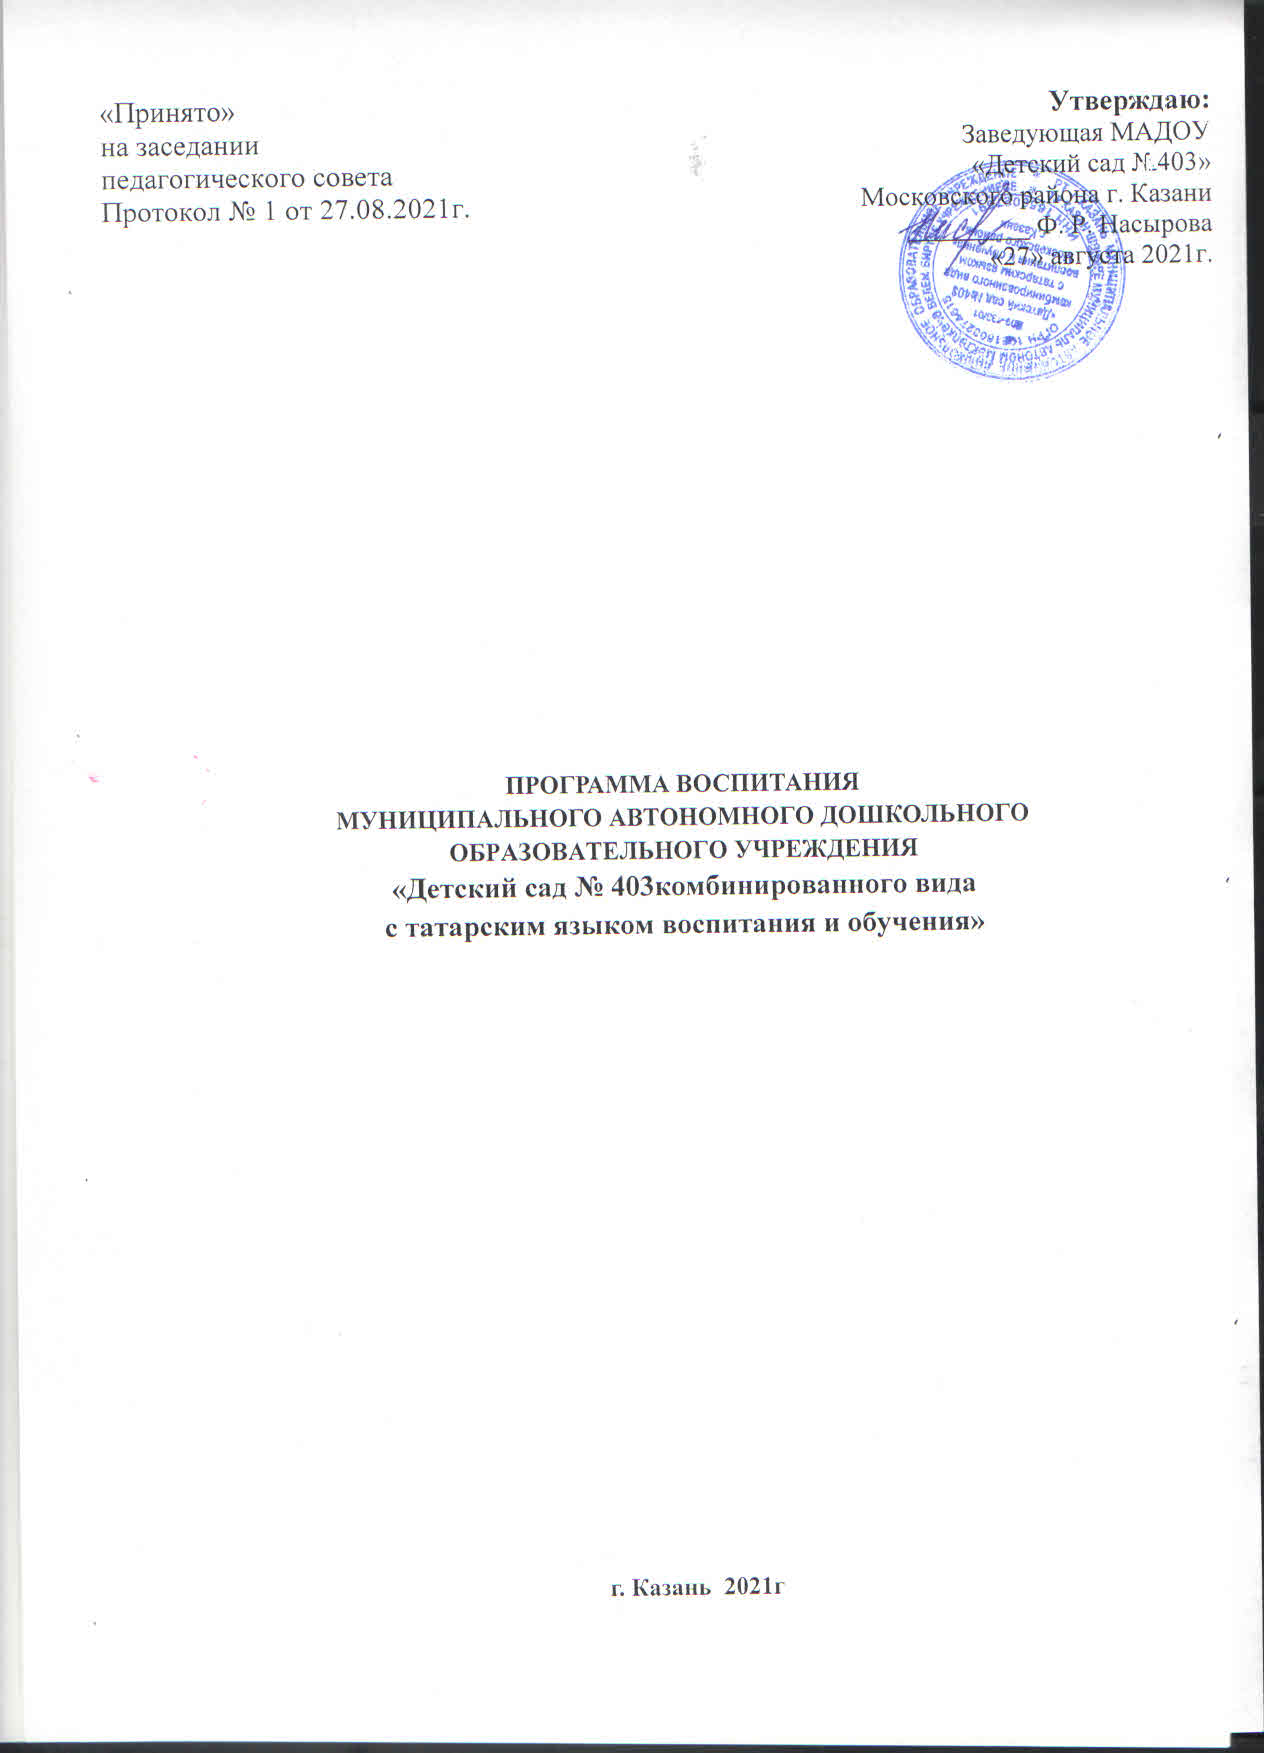 «Принято»
на заседании
педагогического совета
Протокол № 1 от 27.08.2021г.
Утверждаю:
Заведующая МАДОУ
«Детский сад №403»
Московского района г. Казани
Ф. Р. Насырова
«27» августа 2021г.
ПРОГРАММА ВОСПИТАНИЯ
МУНИЦИПАЛЬНОГО АВТОНОМНОГО ДОШКОЛЬНОГО
ОБРАЗОВАТЕЛЬНОГО УЧРЕЖДЕНИЯ
«Детский сад № 403комбинированного вида
с татарским языком воспитания и обучения»
г. Казань 2021г